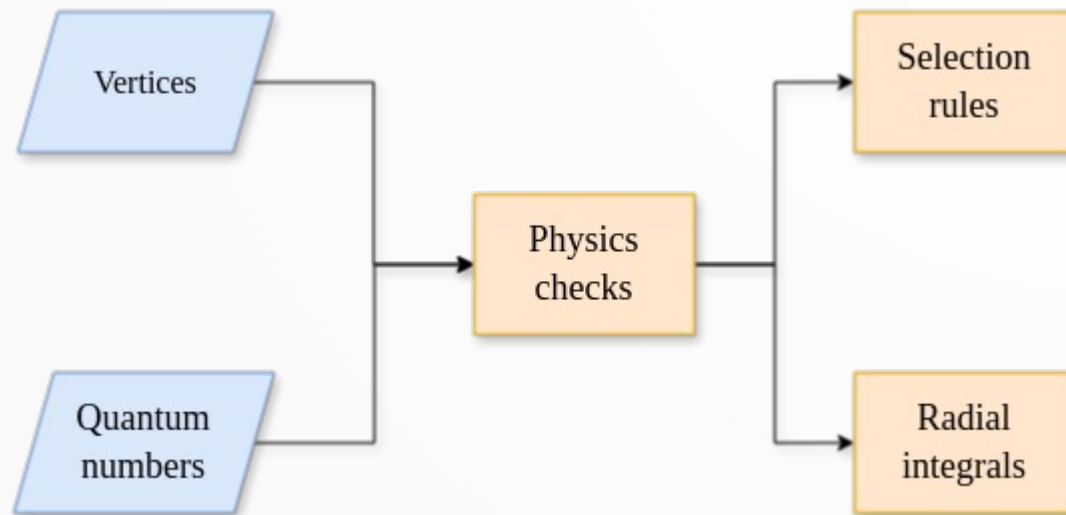 Vertices
Quantum
numbers
Physics
checks
Selection
rules
Radial
integrals